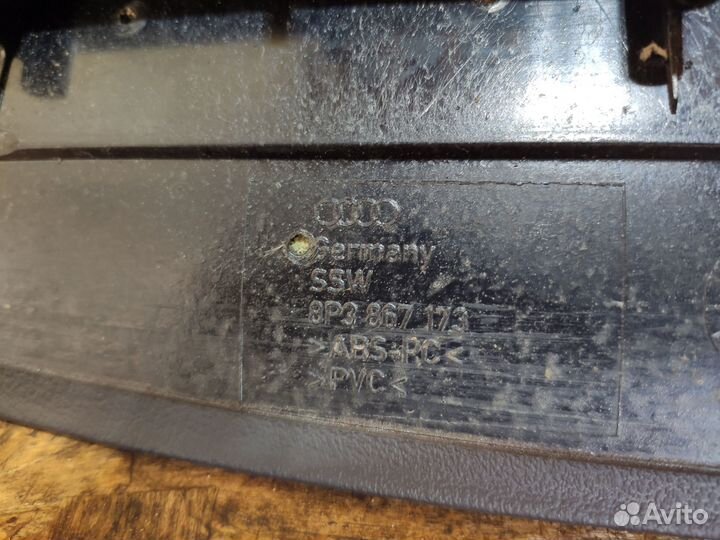 Germany
SSW
8P3 867 173
>ABS-PC<
>PVC<
Avito